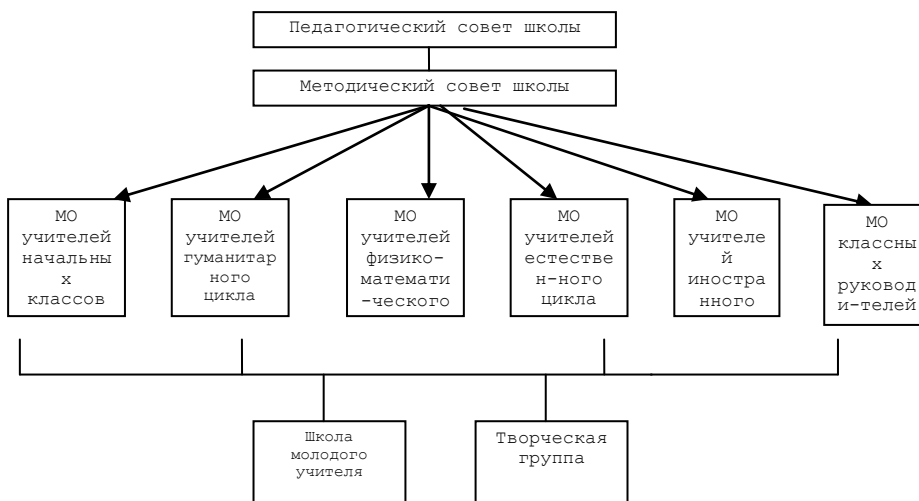 Педагогический совет школы
Методический совет школы
МО
учителей
начальны
х
классов
МО
учителей
гуманитар
ного
цикла
МО
учителей
физико-
математи
-ческого
МО
учителей
естестве
н-ного
цикла
МО
учителе
й
иностра
нного
МО
классны
х
руковод
и-телей
Школа
молодого
учителя
Творческая
группа